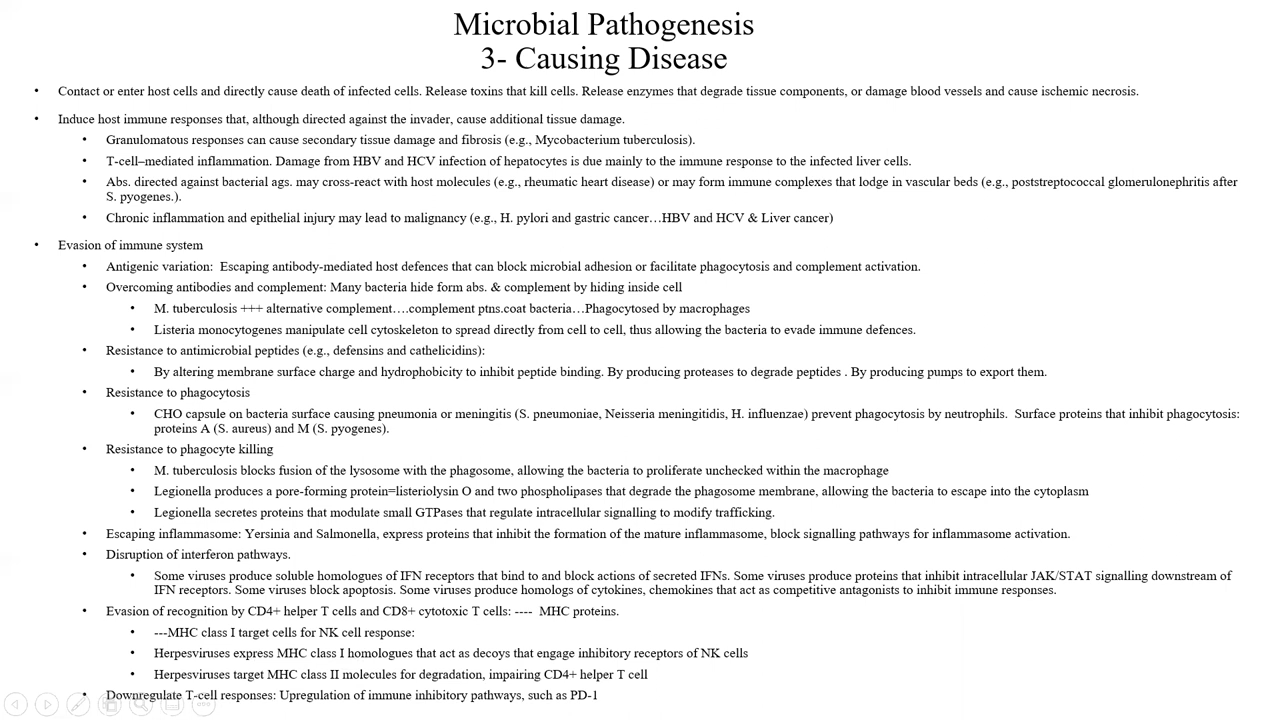 Microbial Pathogenesis
3- Causing Disease
• Contact or enter host cells and directly cause death of infected cells. Release toxins that kill cells. Release enzymes that degrade tissue components, or damage blood vessels and cause ischemic necrosis.
• Induce host immune responses that, although directed against the invader, cause additional tissue damage.
• Granulomatous responses can cause secondary tissue damage and fibrosis (e.g., Mycobacterium tuberculosis).
• T-cell–mediated inflammation. Damage from HBV and HCV infection of hepatocytes is due mainly to the immune response to the infected liver cells.
• Abs. directed against bacterial ags. may cross-react with host molecules (e.g., rheumatic heart disease) or may form immune complexes that lodge in vascular beds (e.g., poststreptococcal glomerulonephritis after
S. pyogenes.).
• Chronic inflammation and epithelial injury may lead to malignancy (e.g., H. pylori and gastric cancer…HBV and HCV & Liver cancer)
• Evasion of immune system
• Antigenic variation: Escaping antibody-mediated host defences that can block microbial adhesion or facilitate phagocytosis and complement activation.
• Overcoming antibodies and complement: Many bacteria hide form abs. & complement by hiding inside cell
• M. tuberculosis +++ alternative complement….complement ptns.coat bacteria…Phagocytosed by macrophages
• Listeria monocytogenes manipulate cell cytoskeleton to spread directly from cell to cell, thus allowing the bacteria to evade immune defences.
• Resistance to antimicrobial peptides (e.g., defensins and cathelicidins):
• By altering membrane surface charge and hydrophobicity to inhibit peptide binding. By producing proteases to degrade peptides . By producing pumps to export them.
• Resistance to phagocytosis
• CHO capsule on bacteria surface causing pneumonia or meningitis (S. pneumoniae, Neisseria meningitidis, H. influenzae) prevent phagocytosis by neutrophils. Surface proteins that inhibit phagocytosis:
proteins A (S. aureus) and M (S. pyogenes).
• Resistance to phagocyte killing
• M. tuberculosis blocks fusion of the lysosome with the phagosome, allowing the bacteria to proliferate unchecked within the macrophage
• Legionella produces a pore-forming protein=listeriolysin O and two phospholipases that degrade the phagosome membrane, allowing the bacteria to escape into the cytoplasm
• Legionella secretes proteins that modulate small GTPases that regulate intracellular signalling to modify trafficking.
• Escaping inflammasome: Yersinia and Salmonella, express proteins that inhibit the formation of the mature inflammasome, block signalling pathways for inflammasome activation.
• Disruption of interferon pathways.
• Some viruses produce soluble homologues of IFN receptors that bind to and block actions of secreted IFNs. Some viruses produce proteins that inhibit intracellular JAK/STAT signalling downstream of
IFN receptors. Some viruses block apoptosis. Some viruses produce homologs of cytokines, chemokines that act as competitive antagonists to inhibit immune responses.
• Evasion of recognition by CD4+ helper T cells and CD8+ cytotoxic T cells: ---- MHC proteins.
• ---MHC class I target cells for NK cell response:
• Herpesviruses express MHC class I homologues that act as decoys that engage inhibitory receptors of NK cells
• Herpesviruses target MHC class II molecules for degradation, impairing CD4+ helper T cell
• Downregulate T-cell responses: Upregulation of immune inhibitory pathways, such as PD-1